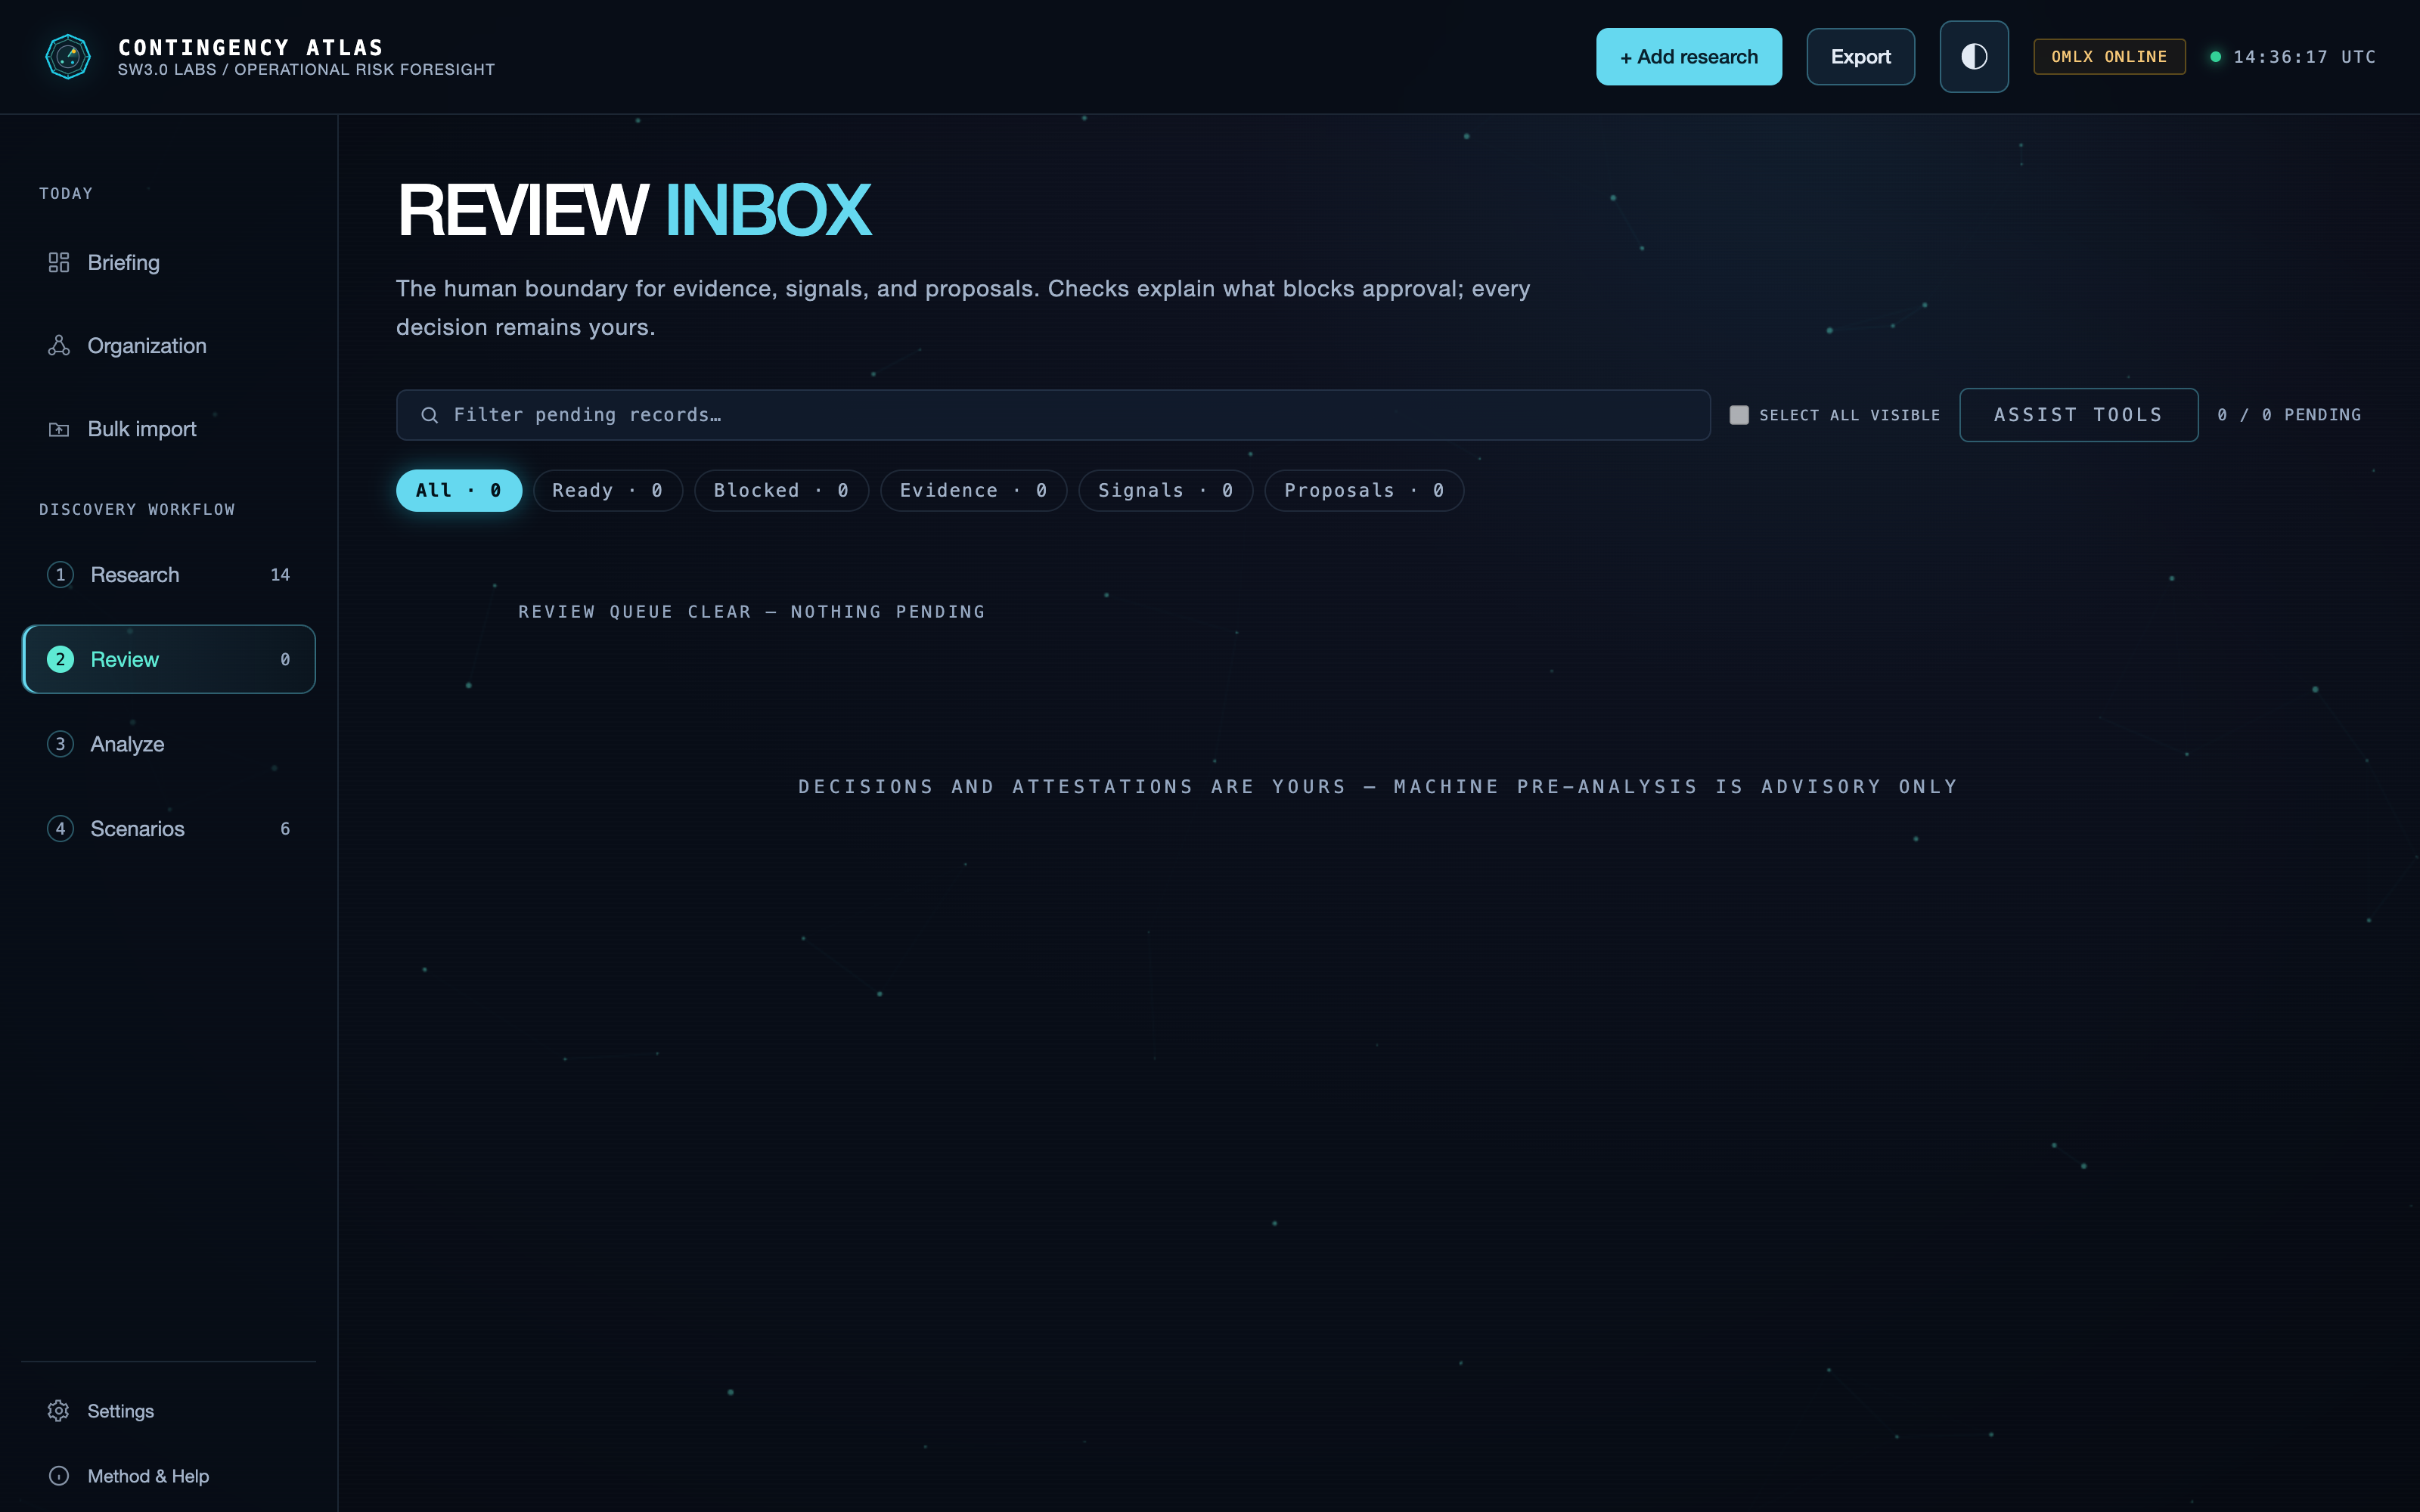 CONTINGENCY ATLAS
SW3.0 LABS / OPERATIONAL RISK FORESIGHT
+ Add research
Export
OMLX ONLINE
14:36:17 UTC
TODAY
Briefing
Organization
Bulk import
DISCOVERY WORKFLOW
1 Research 14
2 Review 0
3 Analyze
4 Scenarios 6
Settings
Method & Help
REVIEW INBOX
The human boundary for evidence, signals, and proposals. Checks explain what blocks approval; every
decision remains yours.
Filter pending records…
SELECT ALL VISIBLE
ASSIST TOOLS
0 / 0 PENDING
All · 0
Ready · 0
Blocked · 0
Evidence · 0
Signals · 0
Proposals · 0
REVIEW QUEUE CLEAR — NOTHING PENDING
DECISIONS AND ATTESTATIONS ARE YOURS — MACHINE PRE-ANALYSIS IS ADVISORY ONLY